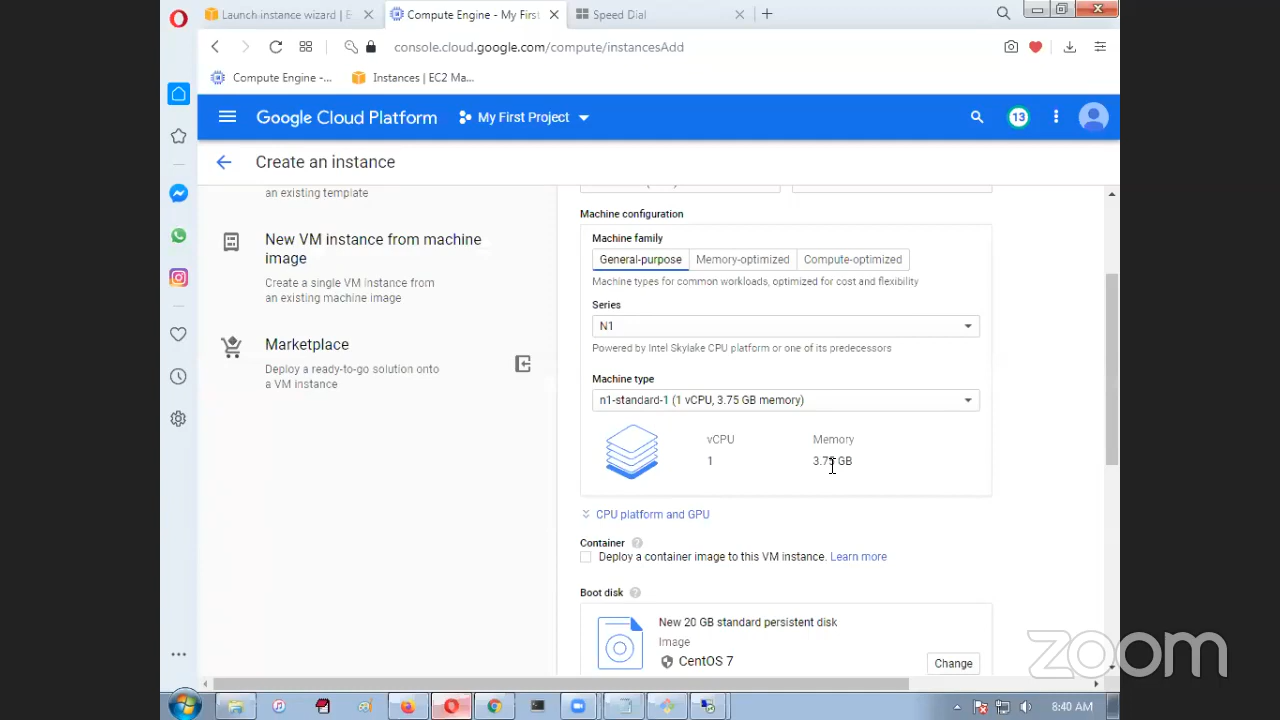 Launch instance wizard | E
Compute Engine - My First
Speed Dial
console.cloud.google.com/compute/instancesAdd
Compute Engine -...
Instances | EC2 Ma...
Google Cloud Platform
My First Project
13
Create an instance
an existing template
New VM instance from machine
image
Create a single VM instance from
an existing machine image
Marketplace
Deploy a ready-to-go solution onto
a VM instance
Machine configuration
Machine family
General-purpose
Memory-optimized
Compute-optimized
Machine types for common workloads, optimized for cost and flexibility
Series
N1
Powered by Intel Skylake CPU platform or one of its predecessors
Machine type
n1-standard-1 (1 vCPU, 3.75 GB memory)
vCPU
Memory
1
3.75 GB
CPU platform and GPU
Container
Deploy a container image to this VM instance. Learn more
Boot disk
New 20 GB standard persistent disk
Image
CentOS 7
Change
zoom
8:40 AM